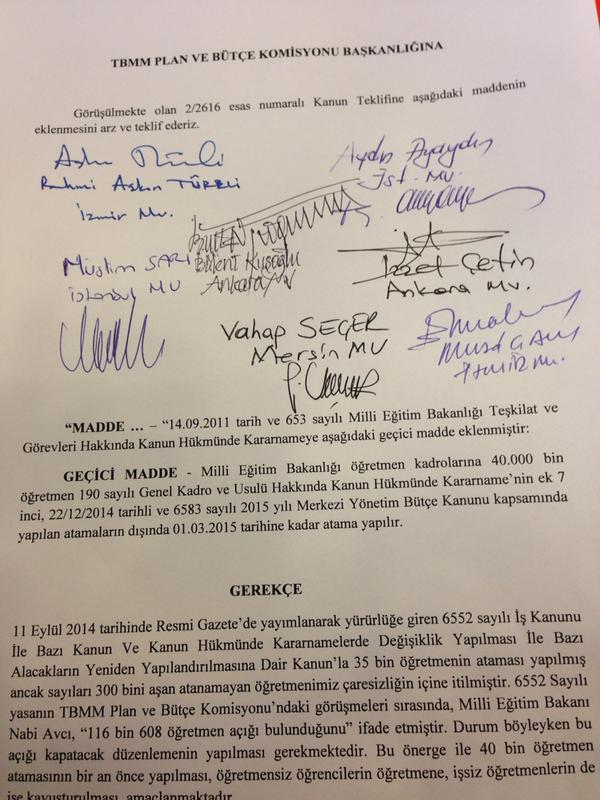 TBMM PLAN VE BÜTÇE KOMİSYONU BAŞKANLIĞINA
Görüşülmekte olan 2/2616 esas numaralı Kanun Teklifine aşağıdaki maddenin
eklenmesini arz ve teklif ederiz.
Rahmi Aşkın TÜRELİ
İzmir Mv.
Aydın Ayaydın
İst. MV
Müslim SARI
İstanbul MV
Bülent Kuşoğlu
Ankara MV
İzzet Çetin
Ankara Mv.
Vahap SEÇER
Mersin MV
Musa ÇAM
İzmir Mv.
“MADDE ... – “14.09.2011 tarih ve 653 sayılı Milli Eğitim Bakanlığı Teşkilat ve
Görevleri Hakkında Kanun Hükmünde Kararnameye aşağıdaki geçici madde eklenmiştir:
GEÇİCİ MADDE - Milli Eğitim Bakanlığı öğretmen kadrolarına 40.000 bin
öğretmen 190 sayılı Genel Kadro ve Usulü Hakkında Kanun Hükmünde Kararname’nin ek 7
inci, 22/12/2014 tarihli ve 6583 sayılı 2015 yılı Merkezi Yönetim Bütçe Kanunu kapsamında
yapılan atamaların dışında 01.03.2015 tarihine kadar atama yapılır.
GEREKÇE
11 Eylül 2014 tarihinde Resmi Gazete’de yayımlanarak yürürlüğe giren 6552 sayılı İş Kanunu
İle Bazı Kanun Ve Kanun Hükmünde Kararnamelerde Değişiklik Yapılması İle Bazı
Alacakların Yeniden Yapılandırılmasına Dair Kanun’la 35 bin öğretmenin ataması yapılmış
ancak sayıları 300 bini aşan atanamayan öğretmenimiz çaresizliğin içine itilmiştir. 6552 Sayılı
yasanın TBMM Plan ve Bütçe Komisyonu’ndaki görüşmeleri sırasında, Milli Eğitim Bakanı
Nabi Avcı, “116 bin 608 öğretmen açığı bulunduğunu” ifade etmiştir. Durum böyleyken bu
açığı kapatacak düzenlemenin yapılması gerekmektedir. Bu önerge ile 40 bin öğretmen
atamasının bir an önce yapılması, öğretmensiz öğrencilerin öğretmene, işsiz öğretmenlerin de
işe kavuşturulması amaçlanmaktadır.